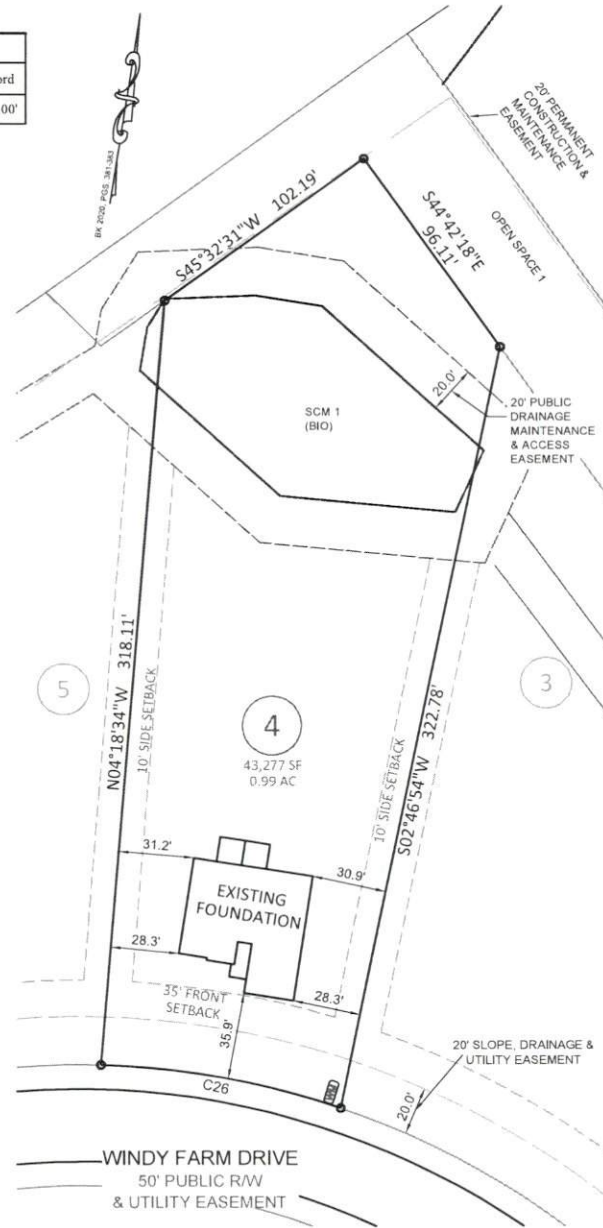 ord
00'
BK 2020, PGS. 381-383
20' PERMANENT
CONSTRUCTION &
MAINTENANCE
EASEMENT
OPEN SPACE 1
S45°32'31"W 102.19'
S44°42'18"E
96.11'
SCM 1
(BIO)
20.0'
20' PUBLIC
DRAINAGE
MAINTENANCE
& ACCESS
EASEMENT
N04°18'34"W 318.11'
10' SIDE SETBACK
5
4
43,277 SF
0.99 AC
3
10' SIDE SETBACK
S02°46'54"W 322.78'
31.2'
30.9'
EXISTING
FOUNDATION
28.3'
28.3'
35' FRONT
SETBACK
35.9'
C26
20' SLOPE, DRAINAGE &
UTILITY EASEMENT
20.0'
WINDY FARM DRIVE
50' PUBLIC R/W
& UTILITY EASEMENT